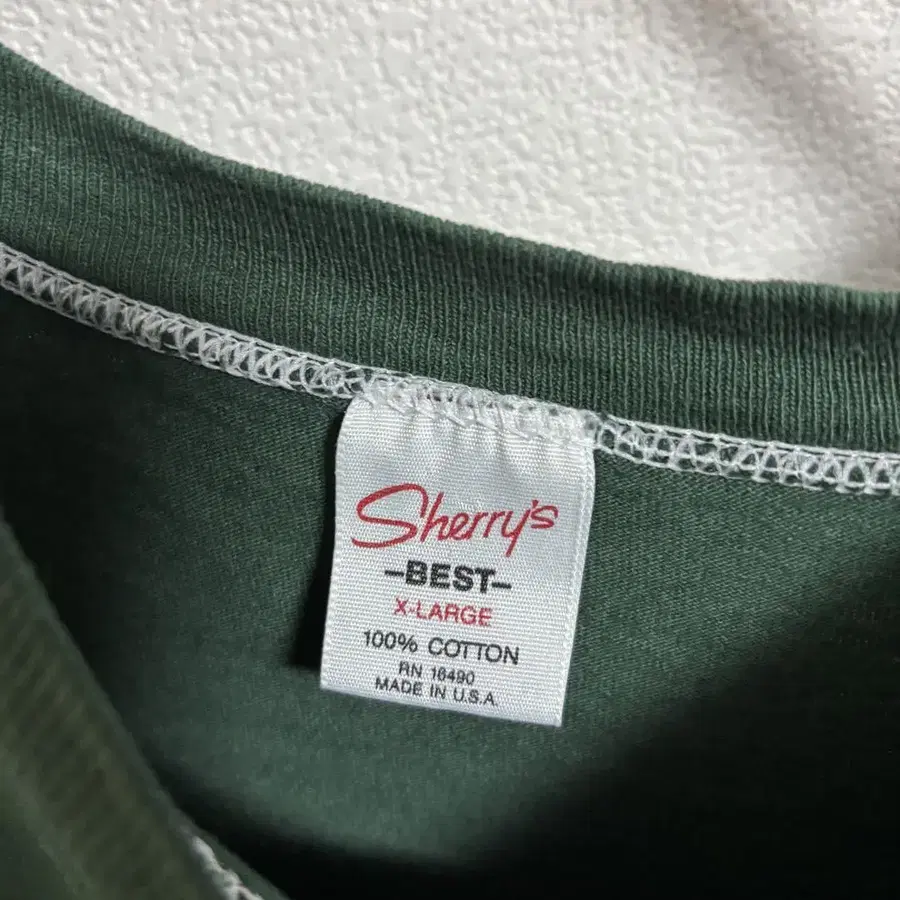 Sherry's
-BEST-
X-LARGE
100% COTTON
RN 16490
MADE IN U.S.A.